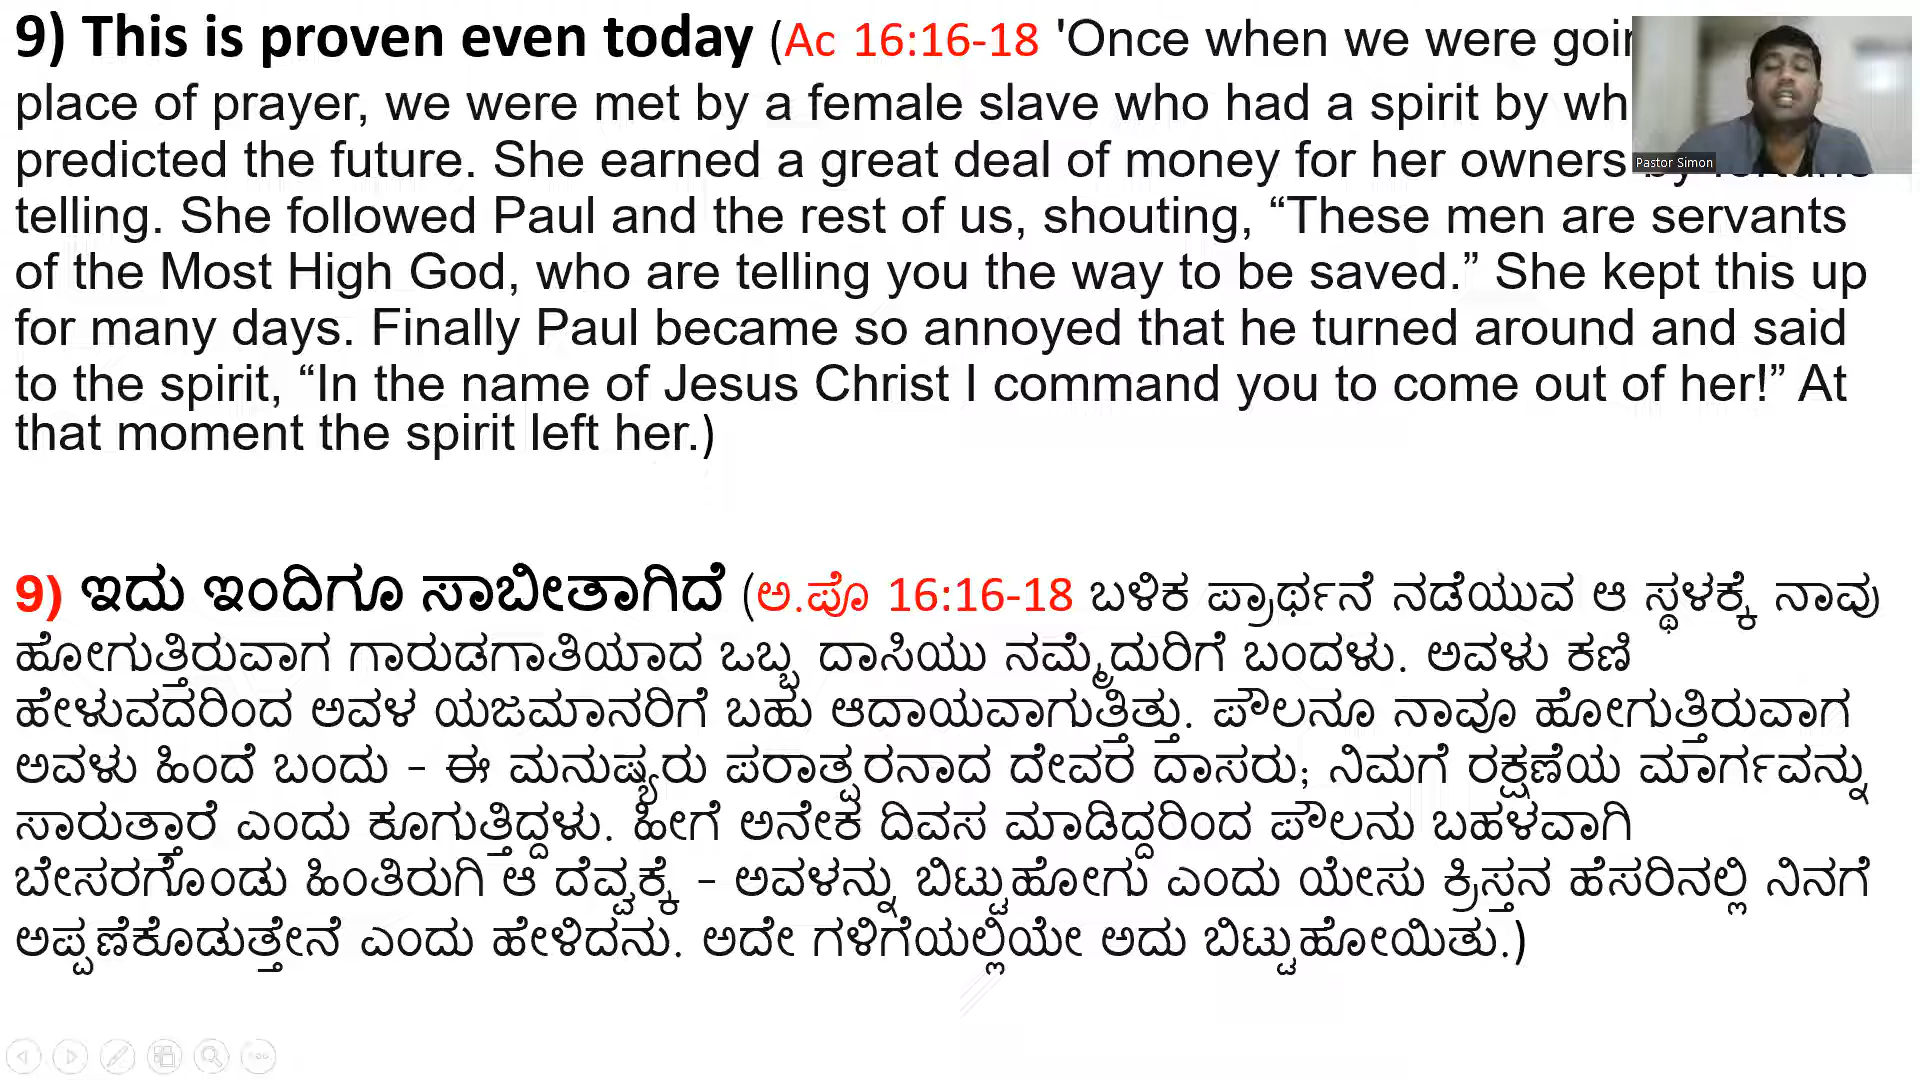 9) This is proven even today (Ac 16:16-18 'Once when we were
place of prayer, we were met by a female slave who had a spirit by
predicted the future. She earned a great deal of money for her owners
telling. She followed Paul and the rest of us, shouting, “These men are servants
of the Most High God, who are telling you the way to be saved.” She kept this up
for many days. Finally Paul became so annoyed that he turned around and said
to the spirit, “In the name of Jesus Christ I command you to come out of her!” At
that moment the spirit left her.)
Pastor Simon
9) ಇದು ಇಂದಿಗೂ ಸಾಬೀತಾಗಿದೆ (ಅ.ಪೊ 16:16-18 ಬಳಿಕ ಪ್ರಾರ್ಥನೆ ನಡೆಯುವ ಆ ಸ್ಥಳಕ್ಕೆ ನಾವು
ಹೋಗುತ್ತಿರುವಾಗ ಗಾರುಡಗಾತಿಯಾದ ಒಬ್ಬ ದಾಸಿಯು ನಮ್ಮೆದುರಿಗೆ ಬಂದಳು. ಅವಳು ಕಣಿ
ಹೇಳುವದರಿಂದ ಅವಳ ಯಜಮಾನರಿಗೆ ಬಹು ಆದಾಯವಾಗುತ್ತಿತ್ತು. ಪೌಲನೂ ನಾವೂ ಹೋಗುತ್ತಿರುವಾಗ
ಅವಳು ಹಿಂದೆ ಬಂದು - ಈ ಮನುಷ್ಯರು ಪರಾತ್ಪರನಾದ ದೇವರ ದಾಸರು; ನಿಮಗೆ ರಕ್ಷಣೆಯ ಮಾರ್ಗವನ್ನು
ಸಾರುತ್ತಾರೆ ಎಂದು ಕೂಗುತ್ತಿದ್ದಳು. ಹೀಗೆ ಅನೇಕ ದಿವಸ ಮಾಡಿದ್ದರಿಂದ ಪೌಲನು ಬಹಳವಾಗಿ
ಬೇಸರಗೊಂಡು ಹಿಂತಿರುಗಿ ಆ ದೆವ್ವಕ್ಕೆ - ಅವಳನ್ನು ಬಿಟ್ಟುಹೋಗು ಎಂದು ಯೇಸು ಕ್ರಿಸ್ತನ ಹೆಸರಿನಲ್ಲಿ ನಿನಗೆ
ಅಪ್ಪಣೆಕೊಡುತ್ತೇನೆ ಎಂದು ಹೇಳಿದನು. ಅದೇ ಗಳಿಗೆಯಲ್ಲಿಯೇ ಅದು ಬಿಟ್ಟುಹೋಯಿತು.)